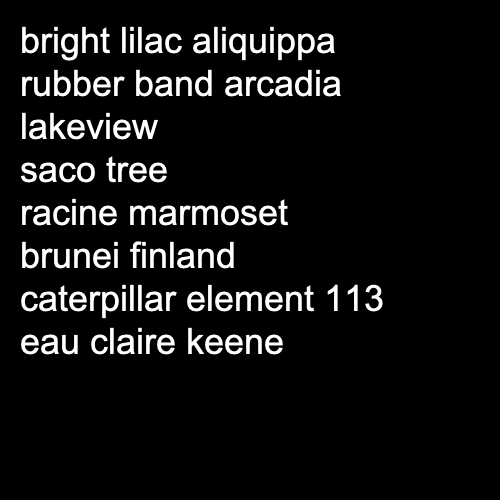 bright lilac aliquippa
rubber band arcadia
lakeview
saco tree
racine marmoset
brunei finland
caterpillar element 113
eau claire keene